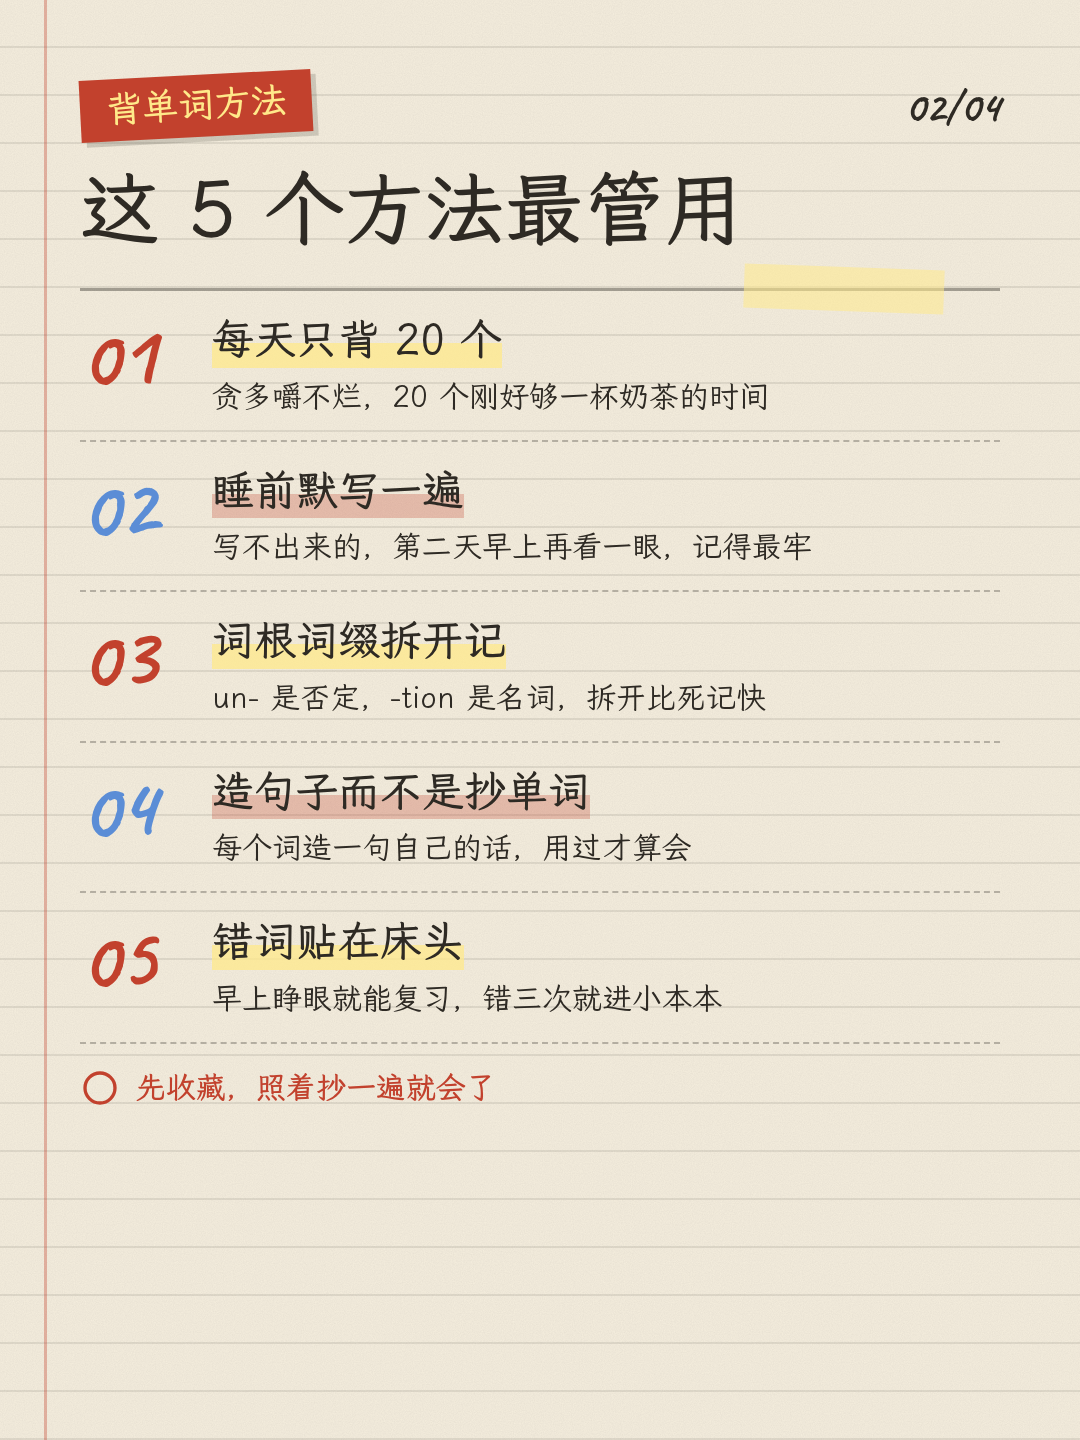 背单词方法
02/04
这 5 个方法最管用
01
每天只背 20 个
贪多嚼不烂，20 个刚好够一杯奶茶的时间
02
睡前默写一遍
写不出来的，第二天早上再看一眼，记得最牢
03
词根词缀拆开记
un- 是否定，-tion 是名词，拆开比死记快
04
造句子而不是抄单词
每个词造一句自己的话，用过才算会
05
错词贴在床头
早上睁眼就能复习，错三次就进小本本
先收藏，照着抄一遍就会了